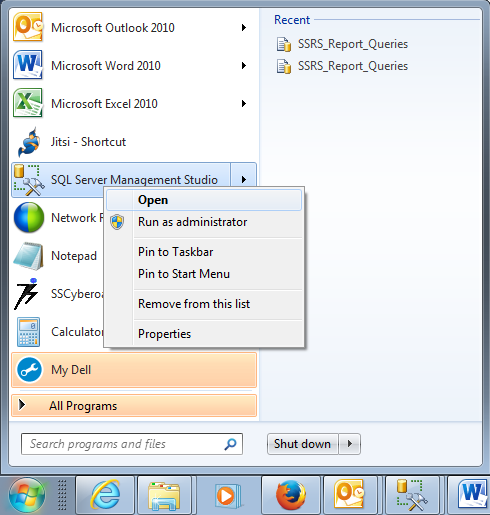 Microsoft Outlook 2010
Microsoft Word 2010
Microsoft Excel 2010
Jitsi - Shortcut
SQL Server Management Studio
Network
Notepad
SSCyberoa
Calculator
My Dell
All Programs
Search programs and files
Shut down
Recent
SSRS_Report_Queries
SSRS_Report_Queries
Open
Run as administrator
Pin to Taskbar
Pin to Start Menu
Remove from this list
Properties